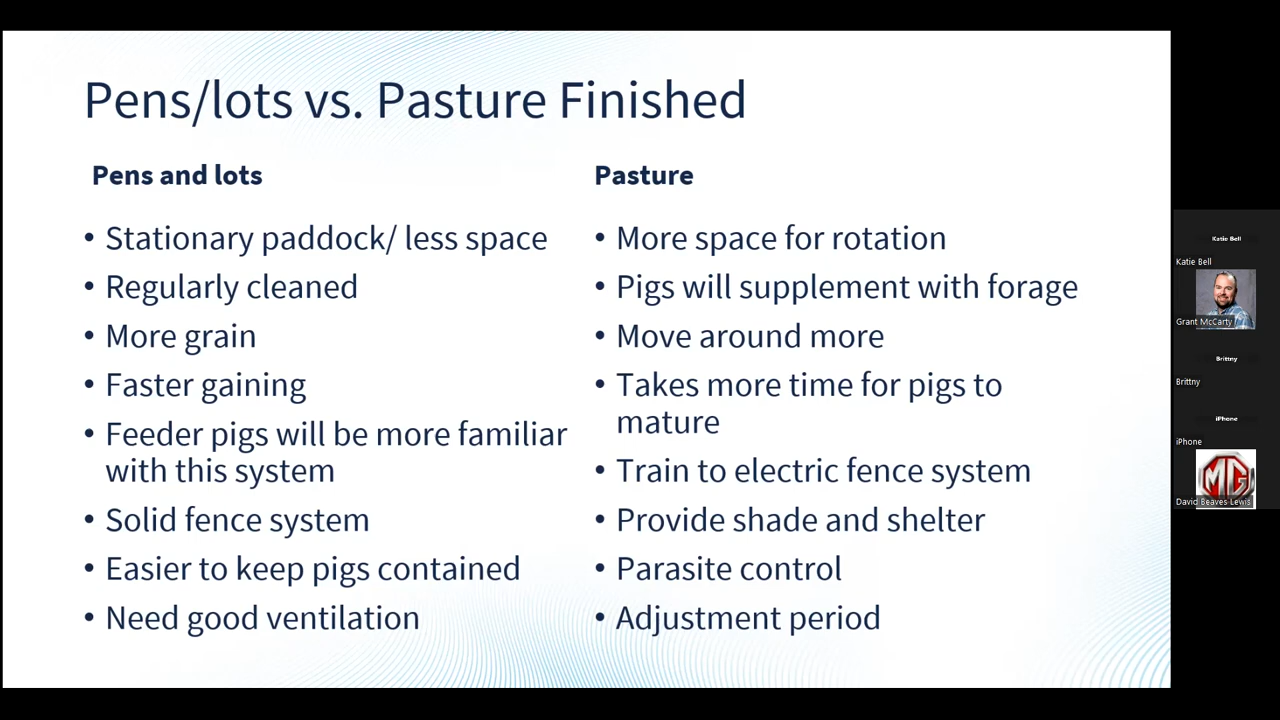 Pens/lots vs. Pasture Finished
Pens and lots
• Stationary paddock/ less space
• Regularly cleaned
• More grain
• Faster gaining
• Feeder pigs will be more familiar
with this system
• Solid fence system
• Easier to keep pigs contained
• Need good ventilation
Pasture
• More space for rotation
• Pigs will supplement with forage
• Move around more
• Takes more time for pigs to
mature
• Train to electric fence system
• Provide shade and shelter
• Parasite control
• Adjustment period
Katie Bell
Katie Bell
Grant McCarty
Brittny
Brittny
iPhone
iPhone
MG
David Beaves-Lewis